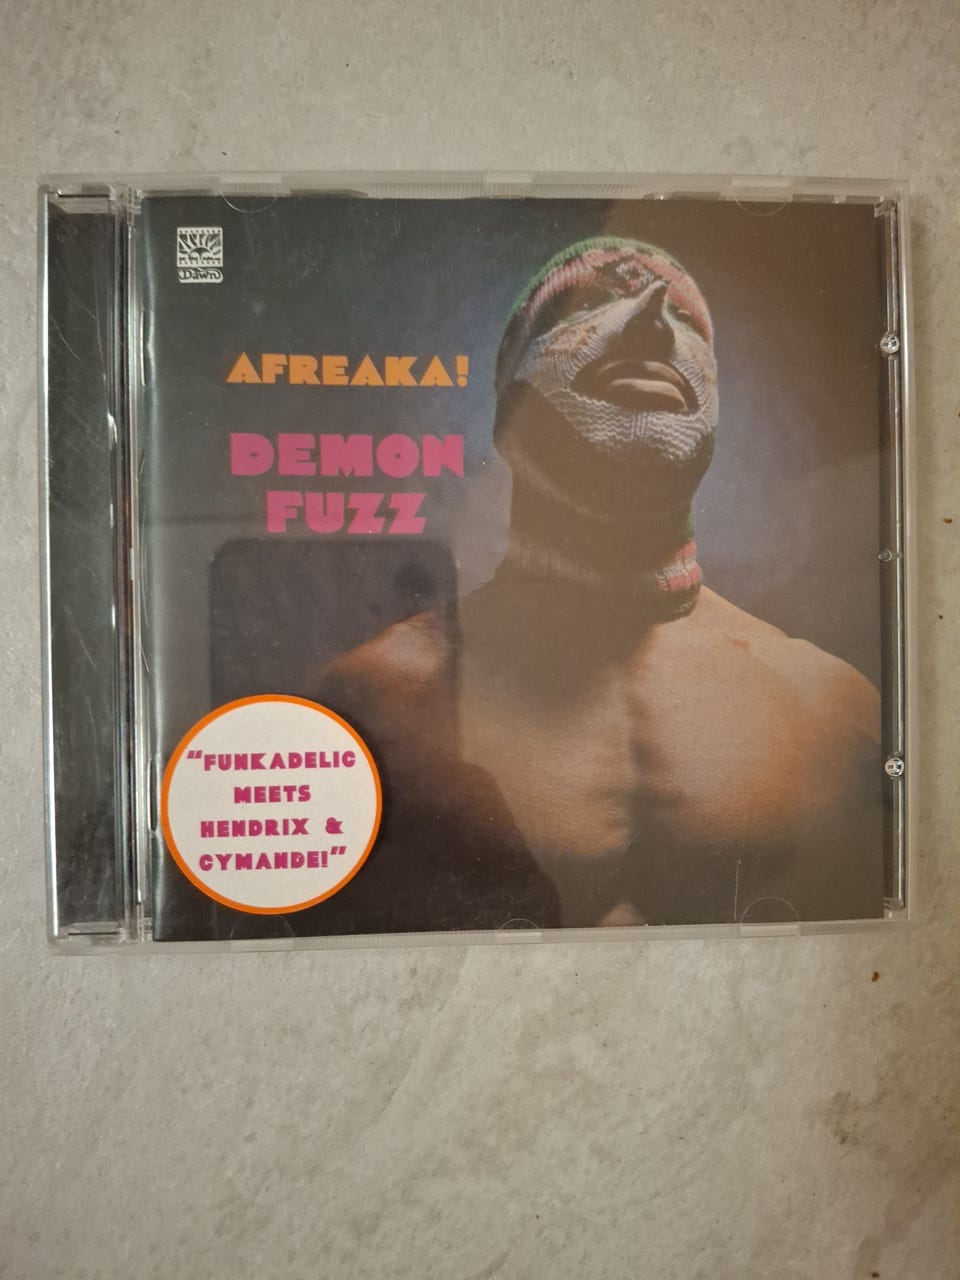 Dawn
AFREAKA!
DEMON
FUZZ
"FUNKADELIC
MEETS
HENDRIX &
CYMANDE!"